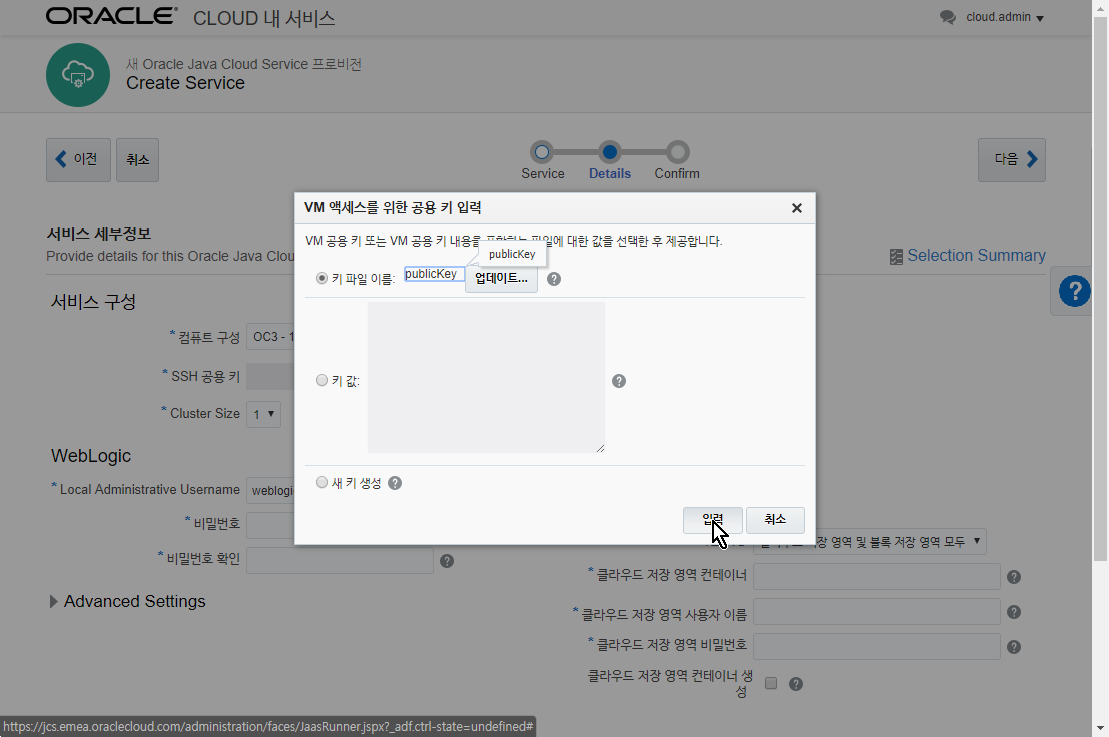 ORACLE® CLOUD 내 서비스
cloud.admin
새 Oracle Java Cloud Service 프로비전
Create Service
이전
취소
Service
Details
Confirm
다음
VM 액세스를 위한 공용 키 입력
VM 공용 키 또는 VM 공용 키 내용을 포함하는 파일에 대한 값을 선택한 후 제공합니다.
publicKey
키 파일 이름:
publicKey
업데이트...
키 값:
새 키 생성
입력
취소
서비스 세부정보
Provide details for this Oracle Java Clou
Selection Summary
서비스 구성
* 컴퓨트 구성
OC3 - 1
* SSH 공용 키
* Cluster Size
1
WebLogic
* Local Administrative Username
weblogi
* 비밀번호
* 비밀번호 확인
Advanced Settings
장 영역 및 블록 저장 영역 모두
* 클라우드 저장 영역 컨테이너
* 클라우드 저장 영역 사용자 이름
* 클라우드 저장 영역 비밀번호
클라우드 저장 영역 컨테이너 생
성
https://jcs.emea.oraclecloud.com/administration/faces/JaasRunner.jspx?_adf.ctrl-state=undefined#